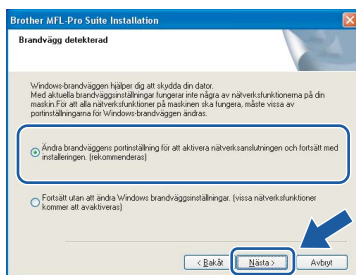 Brother MFL-Pro Suite Installation
Brandvägg detekterad
Windows-brandväggen hjälper dig att skydda din dator.
Med aktuella brandväggsinställningar fungerar inte några av nätverksfunktionerna på din
maskin.För att alla nätverksfunktioner på maskinen ska fungera, måste vissa av
portinställningarna för Windows-brandväggen ändras.
Ändra brandväggens portinställning för att aktivera nätverksanslutningen och fortsätt med
installeringen. (rekommenderas)
Fortsätt utan att ändra Windows brandväggsinställningar. (vissa nätverksfunktioner
kommer att avaktiveras)
< Bakåt Nästa > Avbryt